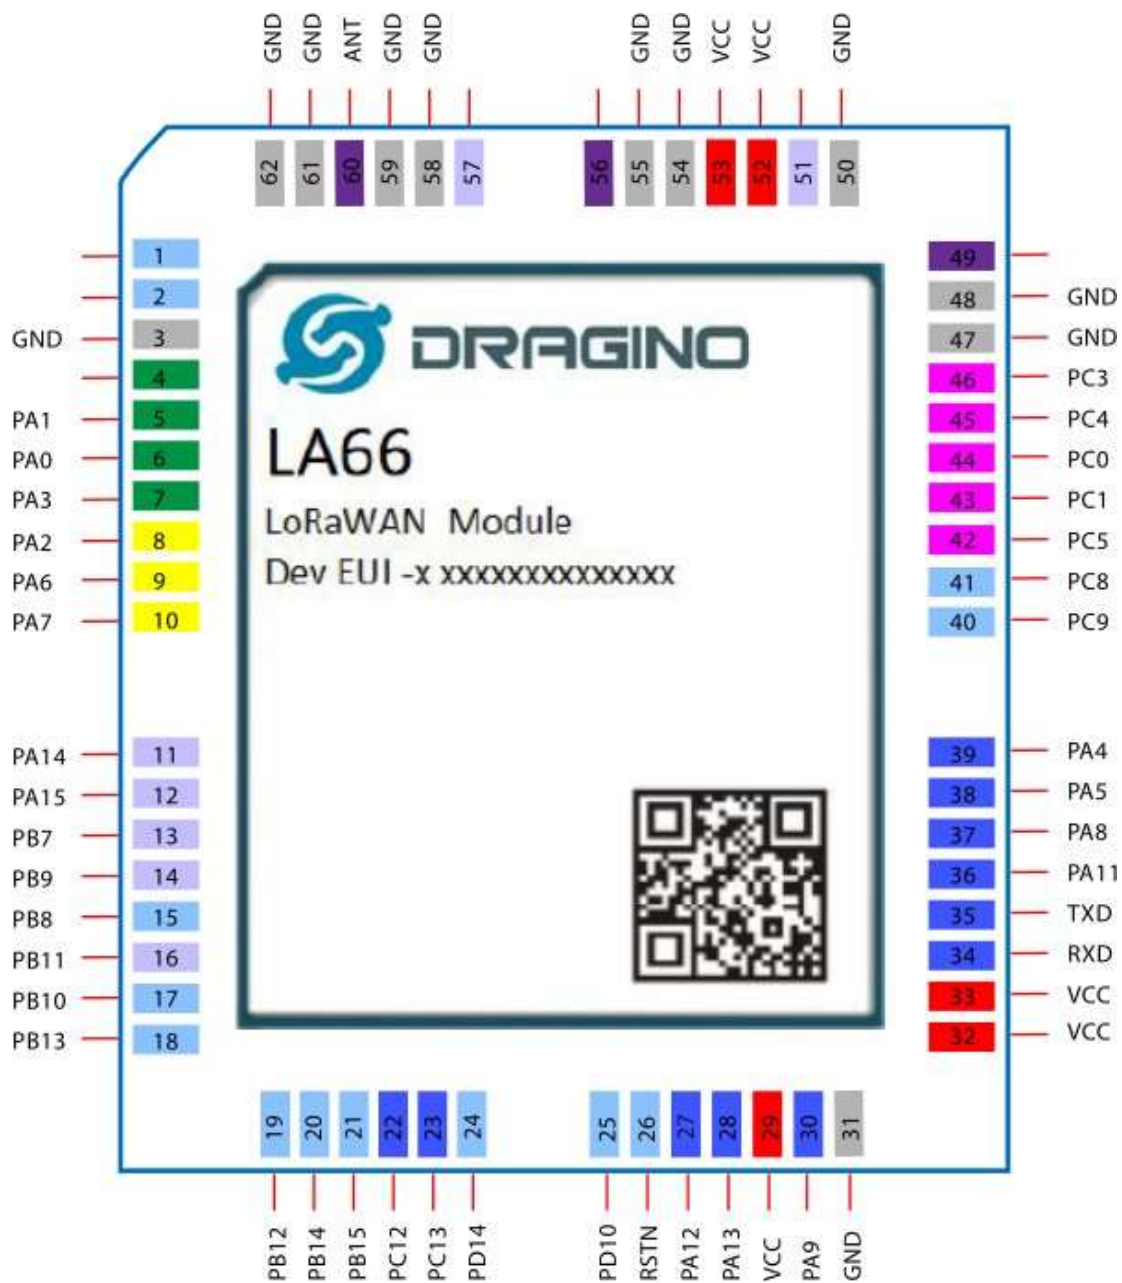 GND GND ANT GND GND GND GND VCC VCC GND
62 61 60 59 58 57 56 55 54 53 52 51 50
1 49
2 48 GND
GND 3 47 GND
4 46 PC3
PA1 5 45 PC4
PA0 6 44 PC0
PA3 7 43 PC1
PA2 8 42 PC5
PA6 9 41 PC8
PA7 10 40 PC9
DRAGINO
LA66
LoRaWAN Module
Dev EUI -x xxxxxxxxxxxxxx
PA14 11 39 PA4
PA15 12 38 PA5
PB7 13 37 PA8
PB9 14 36 PA11
PB8 15 35 TXD
PB11 16 34 RXD
PB10 17 33 VCC
PB13 18 32 VCC
19 20 21 22 23 24 25 26 27 28 29 30 31
PB12 PB14 PB15 PC12 PC13 PD14 PD10 RSTN PA12 PA13 VCC PA9 GND